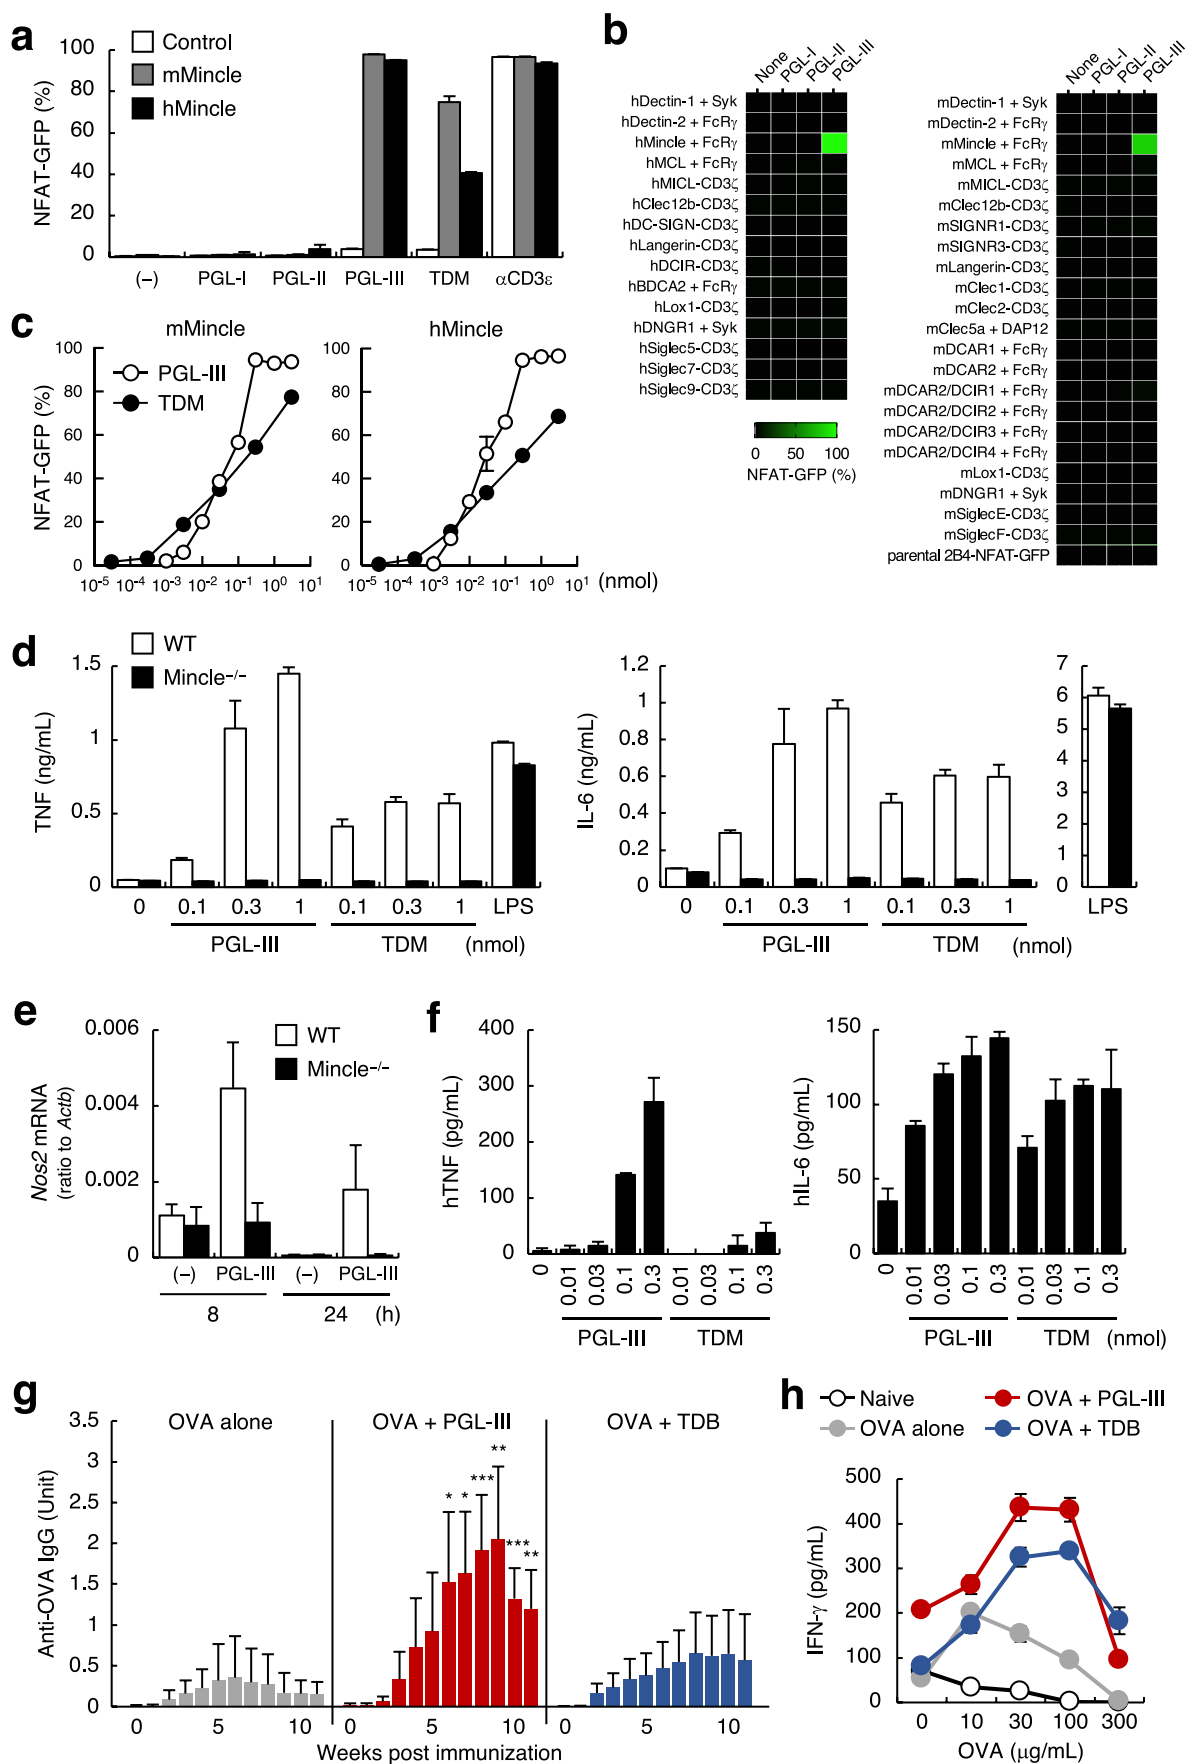 a
Control
mMincle
hMincle
NFAT-GFP (%)
100
80
60
40
20
0
(–)
PGL-I
PGL-II
PGL-III
TDM
αCD3ε
b
None
PGL-I
PGL-II
PGL-III
hDectin-1 + Syk
hDectin-2 + FcRγ
hMincle + FcRγ
hMCL + FcRγ
hMICL-CD3ζ
hClec12b-CD3ζ
hDC-SIGN-CD3ζ
hLangerin-CD3ζ
hDCIR-CD3ζ
hBDCA2 + FcRγ
hLox1-CD3ζ
hDNGR1 + Syk
hSiglec5-CD3ζ
hSiglec7-CD3ζ
hSiglec9-CD3ζ
0 50 100
NFAT-GFP (%)
None
PGL-I
PGL-II
PGL-III
mDectin-1 + Syk
mDectin-2 + FcRγ
mMincle + FcRγ
mMCL + FcRγ
mMICL-CD3ζ
mClec12b-CD3ζ
mSIGNR1-CD3ζ
mSIGNR3-CD3ζ
mLangerin-CD3ζ
mClec1-CD3ζ
mClec2-CD3ζ
mClec5a + DAP12
mDCAR1 + FcRγ
mDCAR2 + FcRγ
mDCAR2/DCIR1 + FcRγ
mDCAR2/DCIR2 + FcRγ
mDCAR2/DCIR3 + FcRγ
mDCAR2/DCIR4 + FcRγ
mLox1-CD3ζ
mDNGR1 + Syk
mSiglecE-CD3ζ
mSiglecF-CD3ζ
parental 2B4-NFAT-GFP
c
mMincle
hMincle
PGL-III
TDM
NFAT-GFP (%)
100
80
60
40
20
0
10⁻⁵ 10⁻⁴ 10⁻³ 10⁻² 10⁻¹ 10⁰ 10¹
100
80
60
40
20
0
10⁻⁵ 10⁻⁴ 10⁻³ 10⁻² 10⁻¹ 10⁰ 10¹ (nmol)
d
WT
Mincle⁻/⁻
TNF (ng/mL)
1.5
1
0.5
0
0 0.1 0.3 1 0.1 0.3 1 LPS
PGL-III TDM (nmol)
IL-6 (ng/mL)
1.2
1
0.8
0.6
0.4
0.2
0
0 0.1 0.3 1 0.1 0.3 1
PGL-III TDM (nmol)
7
6
5
4
3
2
1
0
LPS
e
WT
Mincle⁻/⁻
Nos2 mRNA
(ratio to Actb)
0.006
0.004
0.002
0
(–) PGL-III (–) PGL-III
8 24 (h)
f
hTNF (pg/mL)
400
300
200
100
0
0 0.01 0.03 0.1 0.3 0.01 0.03 0.1 0.3
PGL-III TDM
hIL-6 (pg/mL)
150
100
50
0
0 0.01 0.03 0.1 0.3 0.01 0.03 0.1 0.3
PGL-III TDM (nmol)
g
OVA alone
OVA + PGL-III
OVA + TDB
Anti-OVA IgG (Unit)
3.5
3
2.5
2
1.5
1
0.5
0
* * *** ** *** **
0 5 10 0 5 10 0 5 10
Weeks post immunization
h
Naive
OVA + PGL-III
OVA alone
OVA + TDB
IFN-γ (pg/mL)
500
400
300
200
100
0
0 10 30 100 300
OVA (μg/mL)